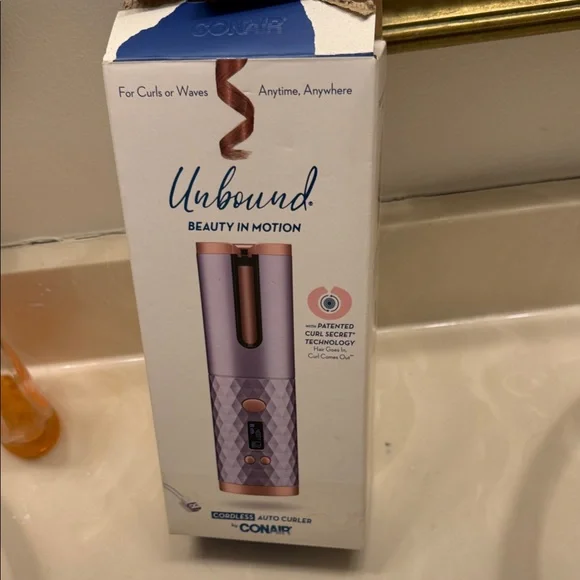 CONAIR
For Curls or Waves Anytime, Anywhere
Unbound®
BEAUTY IN MOTION
WITH PATENTED
CURL SECRET®
TECHNOLOGY
Hair Goes In,
Curl Comes Out™
CORDLESS AUTO CURLER
by CONAIR